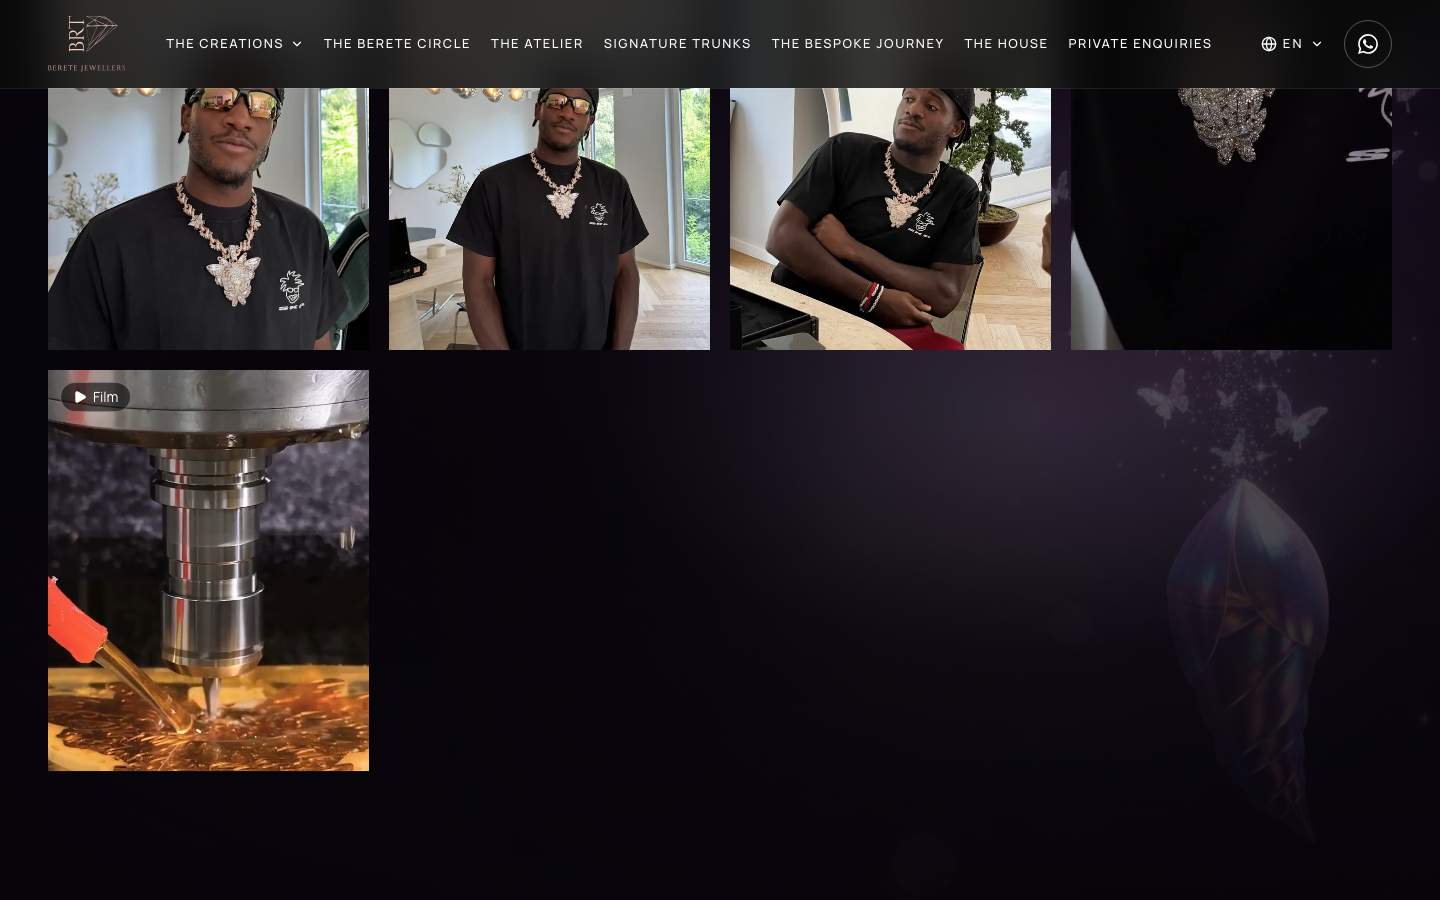 BRT
BERETE JEWELLERS
THE CREATIONS
THE BERETE CIRCLE
THE ATELIER
SIGNATURE TRUNKS
THE BESPOKE JOURNEY
THE HOUSE
PRIVATE ENQUIRIES
EN
Film